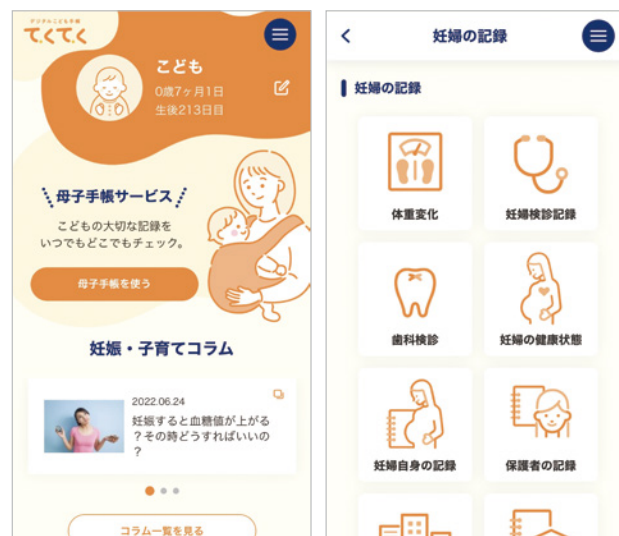 デジタルこども手帳
てくてく
こども
0歳7ヶ月1日
生後213日目
母子手帳サービス
こどもの大切な記録を
いつでもどこでもチェック。
母子手帳を使う
妊娠・子育てコラム
2022.06.24
妊娠すると血糖値が上がる
？その時どうすればいいの
？
コラム一覧を見る
妊婦の記録
妊婦の記録
体重変化
妊婦検診記録
歯科検診
妊婦の健康状態
妊婦自身の記録
保護者の記録